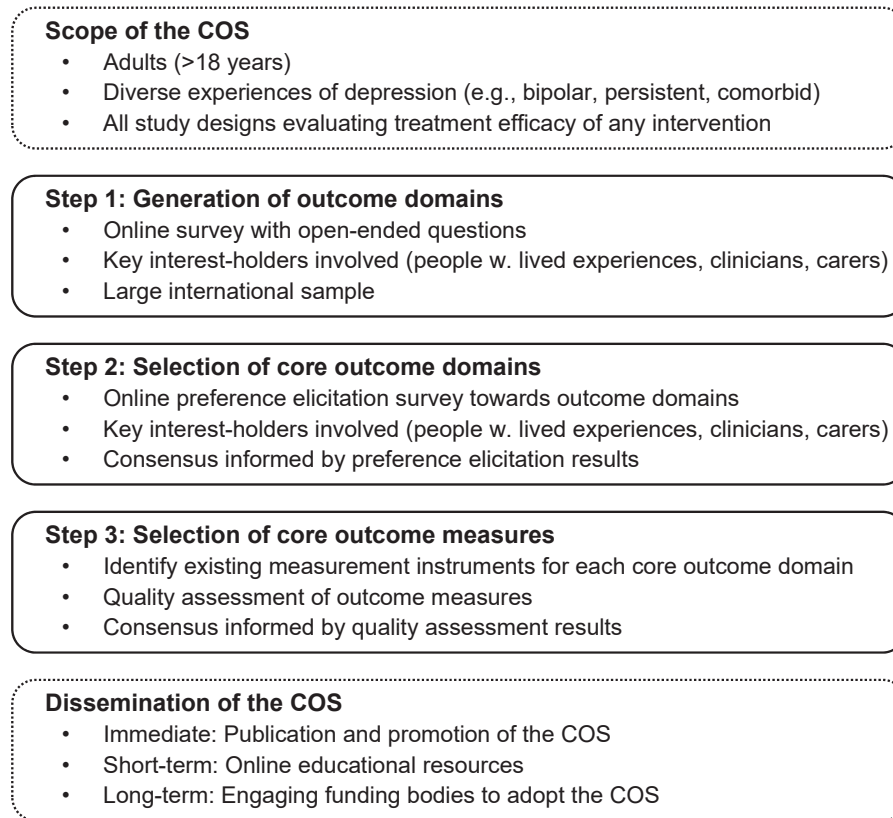 Scope of the COS
• Adults (>18 years)
• Diverse experiences of depression (e.g., bipolar, persistent, comorbid)
• All study designs evaluating treatment efficacy of any intervention
Step 1: Generation of outcome domains
• Online survey with open-ended questions
• Key interest-holders involved (people w. lived experiences, clinicians, carers)
• Large international sample
Step 2: Selection of core outcome domains
• Online preference elicitation survey towards outcome domains
• Key interest-holders involved (people w. lived experiences, clinicians, carers)
• Consensus informed by preference elicitation results
Step 3: Selection of core outcome measures
• Identify existing measurement instruments for each core outcome domain
• Quality assessment of outcome measures
• Consensus informed by quality assessment results
Dissemination of the COS
• Immediate: Publication and promotion of the COS
• Short-term: Online educational resources
• Long-term: Engaging funding bodies to adopt the COS